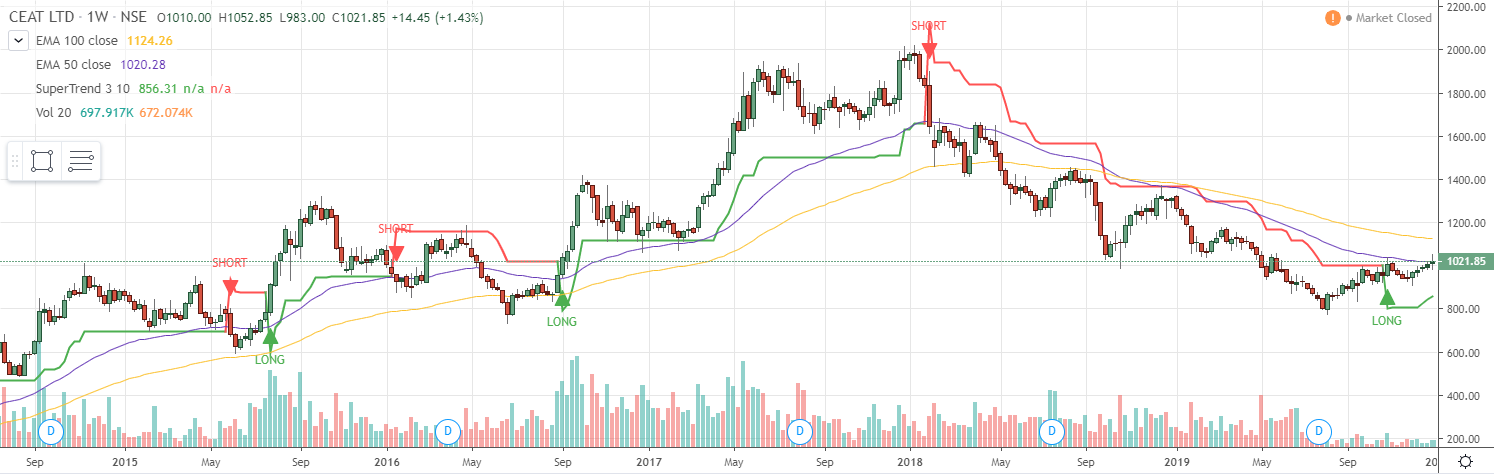 CEAT LTD · 1W · NSE O1010.00 H1052.85 L983.00 C1021.85 +14.45 (+1.43%)
! Market Closed
EMA 100 close 1124.26
EMA 50 close 1020.28
SuperTrend 3 10 856.31 n/a n/a
Vol 20 697.917K 672.074K
SHORT
SHORT
SHORT
LONG
LONG
LONG
2200.00
2000.00
1800.00
1600.00
1400.00
1200.00
1021.85
800.00
600.00
400.00
200.00
D D D D D
Sep 2015 May Sep 2016 May Sep 2017 May Sep 2018 May Sep 2019 May Sep 20